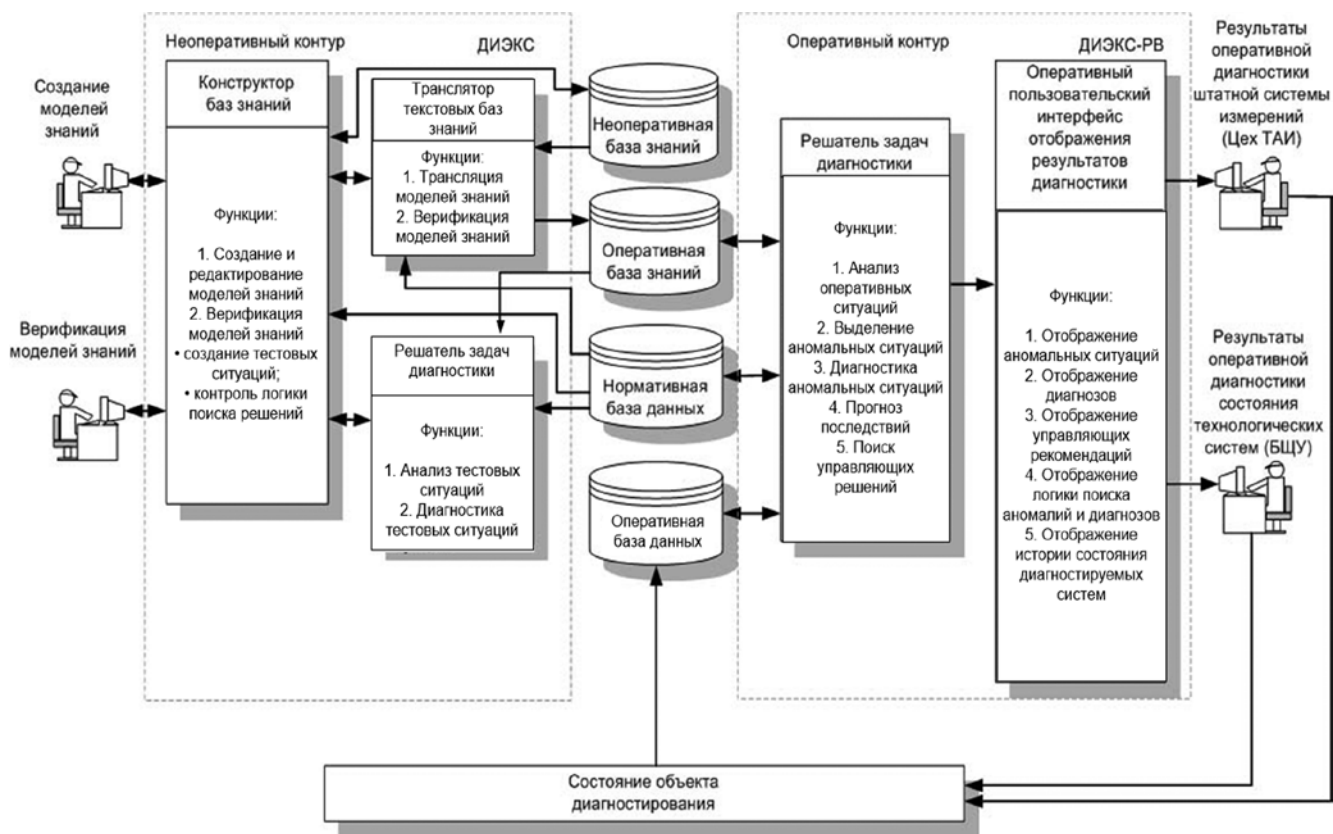 Неоперативный контур
ДИЭКС
Создание
моделей
знаний
Верификация
моделей знаний
Конструктор
баз знаний
Функции:
1. Создание и
редактирование
моделей знаний
2. Верификация
моделей знаний
• создание тестовых
ситуаций;
• контроль логики
поиска решений
Транслятор
текстовых баз
знаний
Функции:
1. Трансляция
моделей знаний
2. Верификация
моделей знаний
Решатель задач
диагностики
Функции:
1. Анализ тестовых
ситуаций
2. Диагностика
тестовых ситуаций
Неоперативная
база знаний
Оперативная
база знаний
Нормативная
база данных
Оперативная
база данных
Оперативный контур
ДИЭКС-РВ
Решатель задач
диагностики
Функции:
1. Анализ
оперативных
ситуаций
2. Выделение
аномальных ситуаций
3. Диагностика
аномальных ситуаций
4. Прогноз
последствий
5. Поиск
управляющих
решений
Оперативный
пользовательский
интерфейс
отображения
результатов
диагностики
Функции:
1. Отображение
аномальных ситуаций
2. Отображение
диагнозов
3. Отображение
управляющих
рекомендаций
4. Отображение
логики поиска
аномалий и диагнозов
5. Отображение
истории состояния
диагностируемых
систем
Результаты
оперативной
диагностики
штатной системы
измерений
(Цех ТАИ)
Результаты
оперативной
диагностики
состояния
технологических
систем (БЩУ)
Состояние объекта
диагностирования